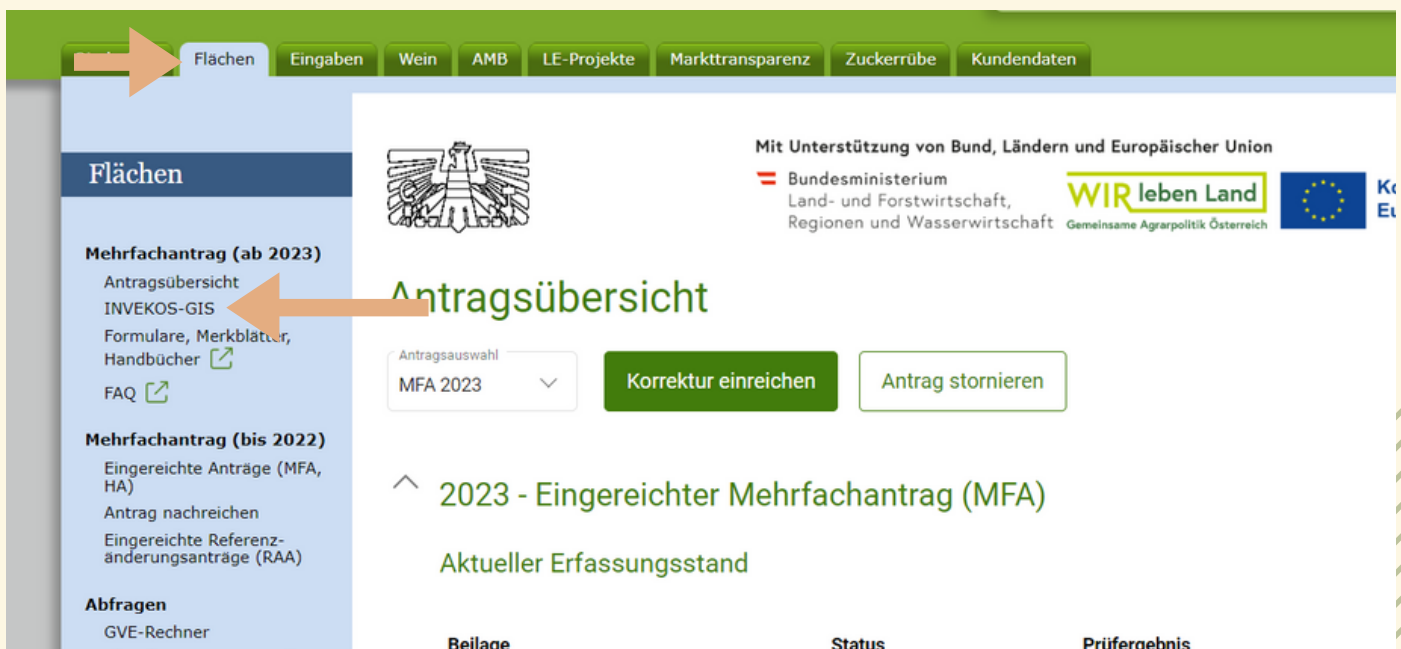 Flächen
Eingaben
Wein
AMB
LE-Projekte
Markttransparenz
Zuckerrübe
Kundendaten
Flächen
Mehrfachantrag (ab 2023)
Antragsübersicht
INVEKOS-GIS
Formulare, Merkblätter,
Handbücher
FAQ
Mehrfachantrag (bis 2022)
Eingereichte Anträge (MFA,
HA)
Antrag nachreichen
Eingereichte Referenz-
änderungsanträge (RAA)
Abfragen
GVE-Rechner
Mit Unterstützung von Bund, Ländern und Europäischer Union
Bundesministerium
Land- und Forstwirtschaft,
Regionen und Wasserwirtschaft
WIR leben Land
Gemeinsame Agrarpolitik Österreich
Antragsübersicht
Antragsauswahl
MFA 2023
Korrektur einreichen
Antrag stornieren
2023 - Eingereichter Mehrfachantrag (MFA)
Aktueller Erfassungsstand
Beilage
Status
Prüfergebnis